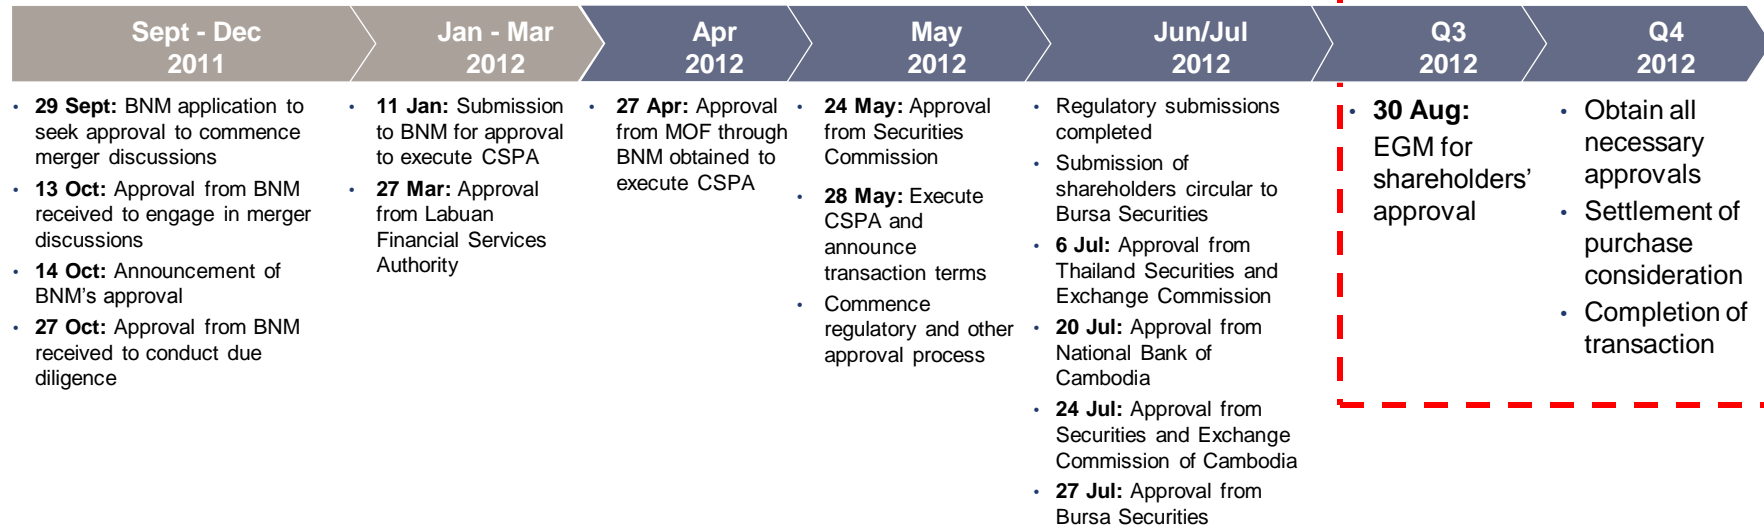 Sept - Dec
2011
Jan - Mar
2012
Apr
2012
May
2012
Jun/Jul
2012
Q3
2012
Q4
2012
• 29 Sept: BNM application to
seek approval to commence
merger discussions
• 13 Oct: Approval from BNM
received to engage in merger
discussions
• 14 Oct: Announcement of
BNM's approval
• 27 Oct: Approval from BNM
received to conduct due
diligence
• 11 Jan: Submission
to BNM for approval
to execute CSPA
• 27 Mar: Approval
from Labuan
Financial Services
Authority
• 27 Apr: Approval
from MOF through
BNM obtained to
execute CSPA
• 24 May: Approval
from Securities
Commission
• 28 May: Execute
CSPA and
announce
transaction terms
• Commence
regulatory and other
approval process
• Regulatory submissions
completed
• Submission of
shareholders circular to
Bursa Securities
• 6 Jul: Approval from
Thailand Securities and
Exchange Commission
• 20 Jul: Approval from
National Bank of
Cambodia
• 24 Jul: Approval from
Securities and Exchange
Commission of Cambodia
• 27 Jul: Approval from
Bursa Securities
• 30 Aug:
EGM for
shareholders'
approval
• Obtain all
necessary
approvals
• Settlement of
purchase
consideration
• Completion of
transaction